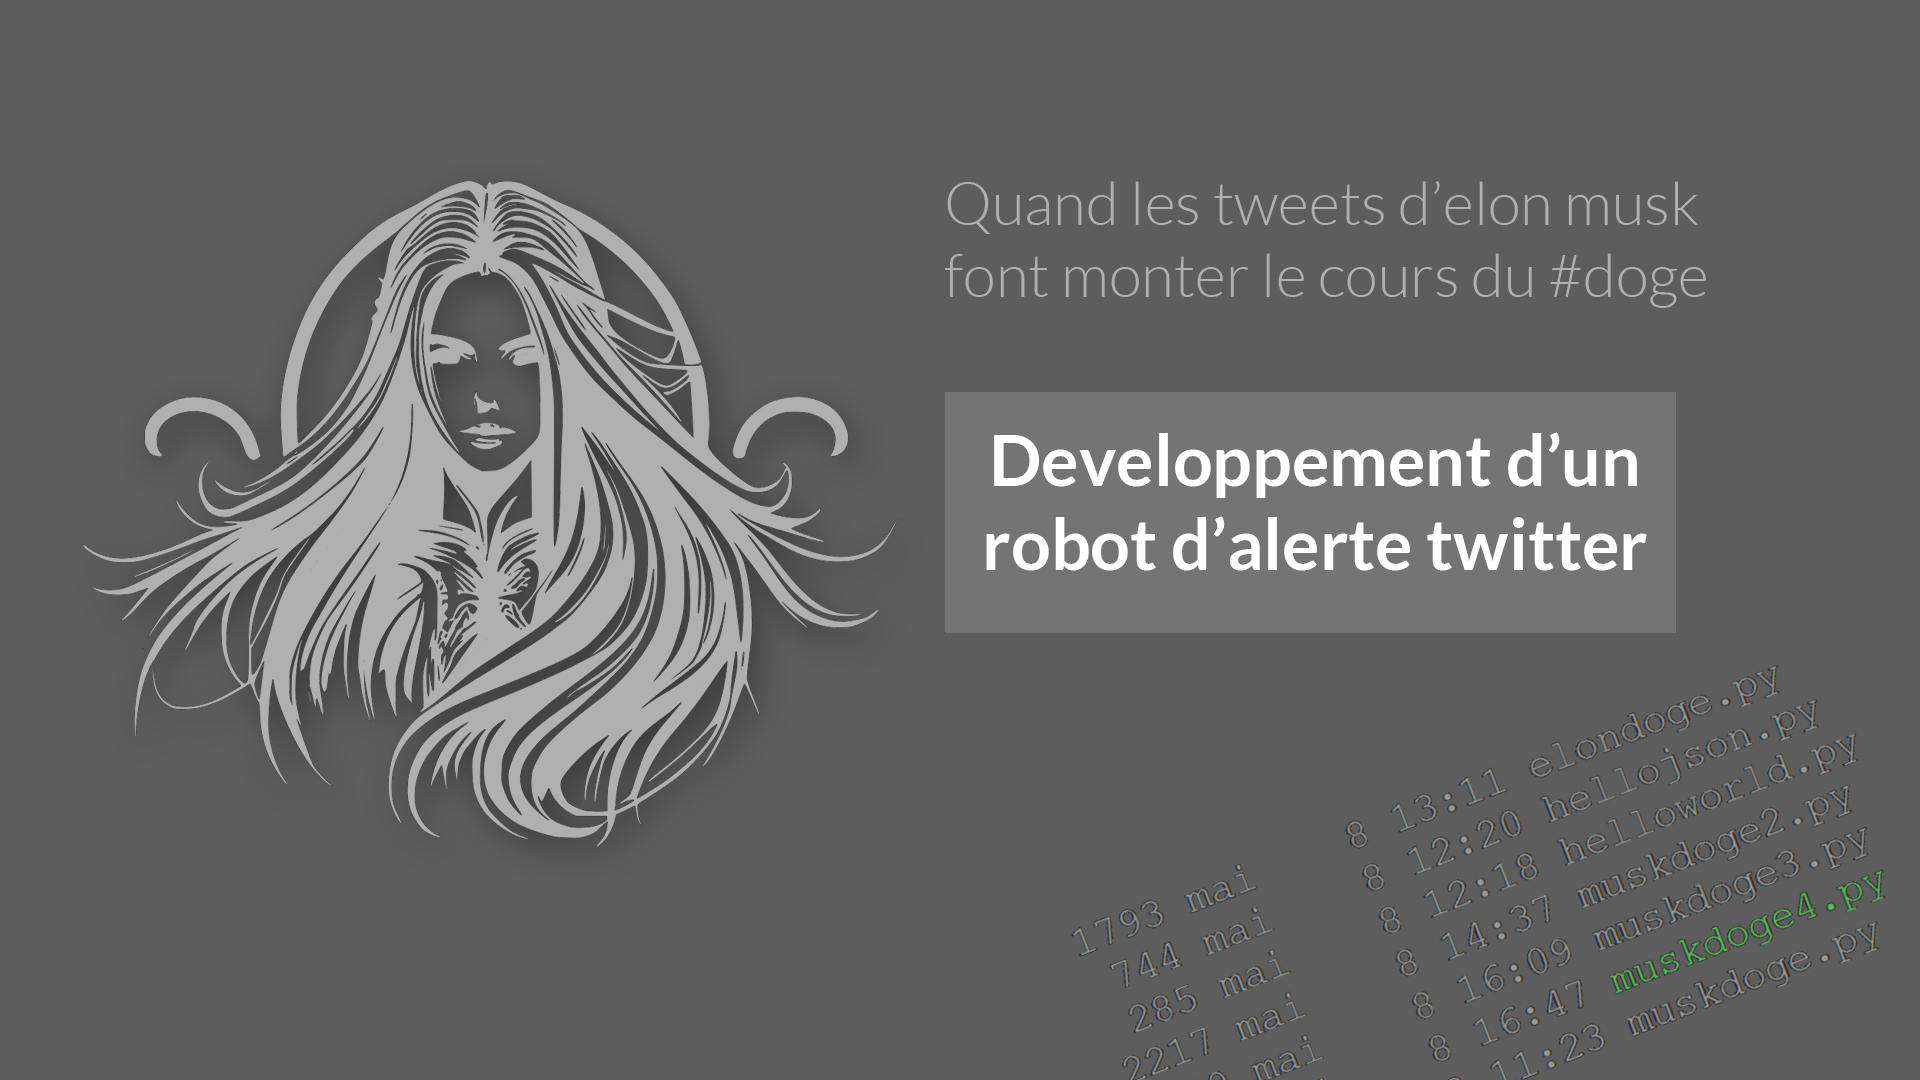 Quand les tweets d’elon musk
font monter le cours du #doge
Developpement d’un
robot d’alerte twitter
1793 mai 8 13:11 elondoge.py
744 mai 8 12:20 hellojson.py
285 mai 8 12:18 helloworld.py
2217 mai 8 14:37 muskdoge2.py
mai 8 16:09 muskdoge3.py
8 16:47 muskdoge4.py
11:23 muskdoge.py